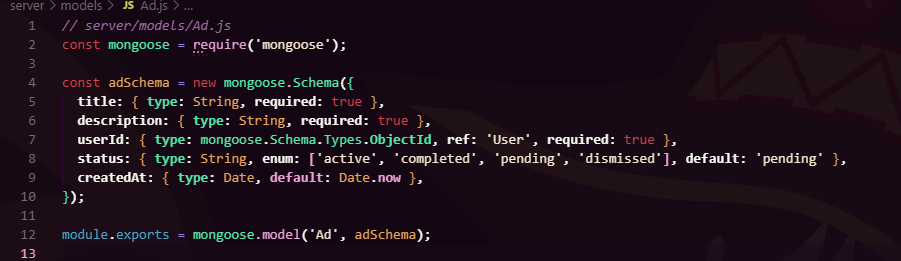 server > models > JS Ad.js > ...
1 // server/models/Ad.js
2 const mongoose = require('mongoose');
3
4 const adSchema = new mongoose.Schema({
5   title: { type: String, required: true },
6   description: { type: String, required: true },
7   userId: { type: mongoose.Schema.Types.ObjectId, ref: 'User', required: true },
8   status: { type: String, enum: ['active', 'completed', 'pending', 'dismissed'], default: 'pending' },
9   createdAt: { type: Date, default: Date.now },
10 });
11
12 module.exports = mongoose.model('Ad', adSchema);
13